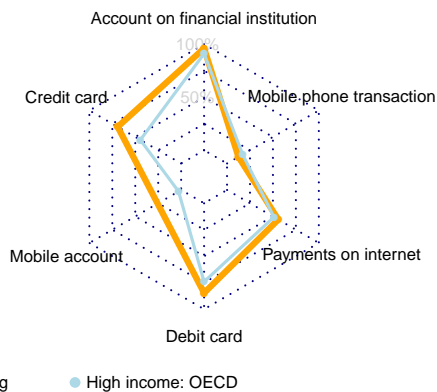 Account on financial institution
100%
50%
Credit card
Mobile phone transaction
Mobile account
Payments on internet
Debit card
g
High income: OECD